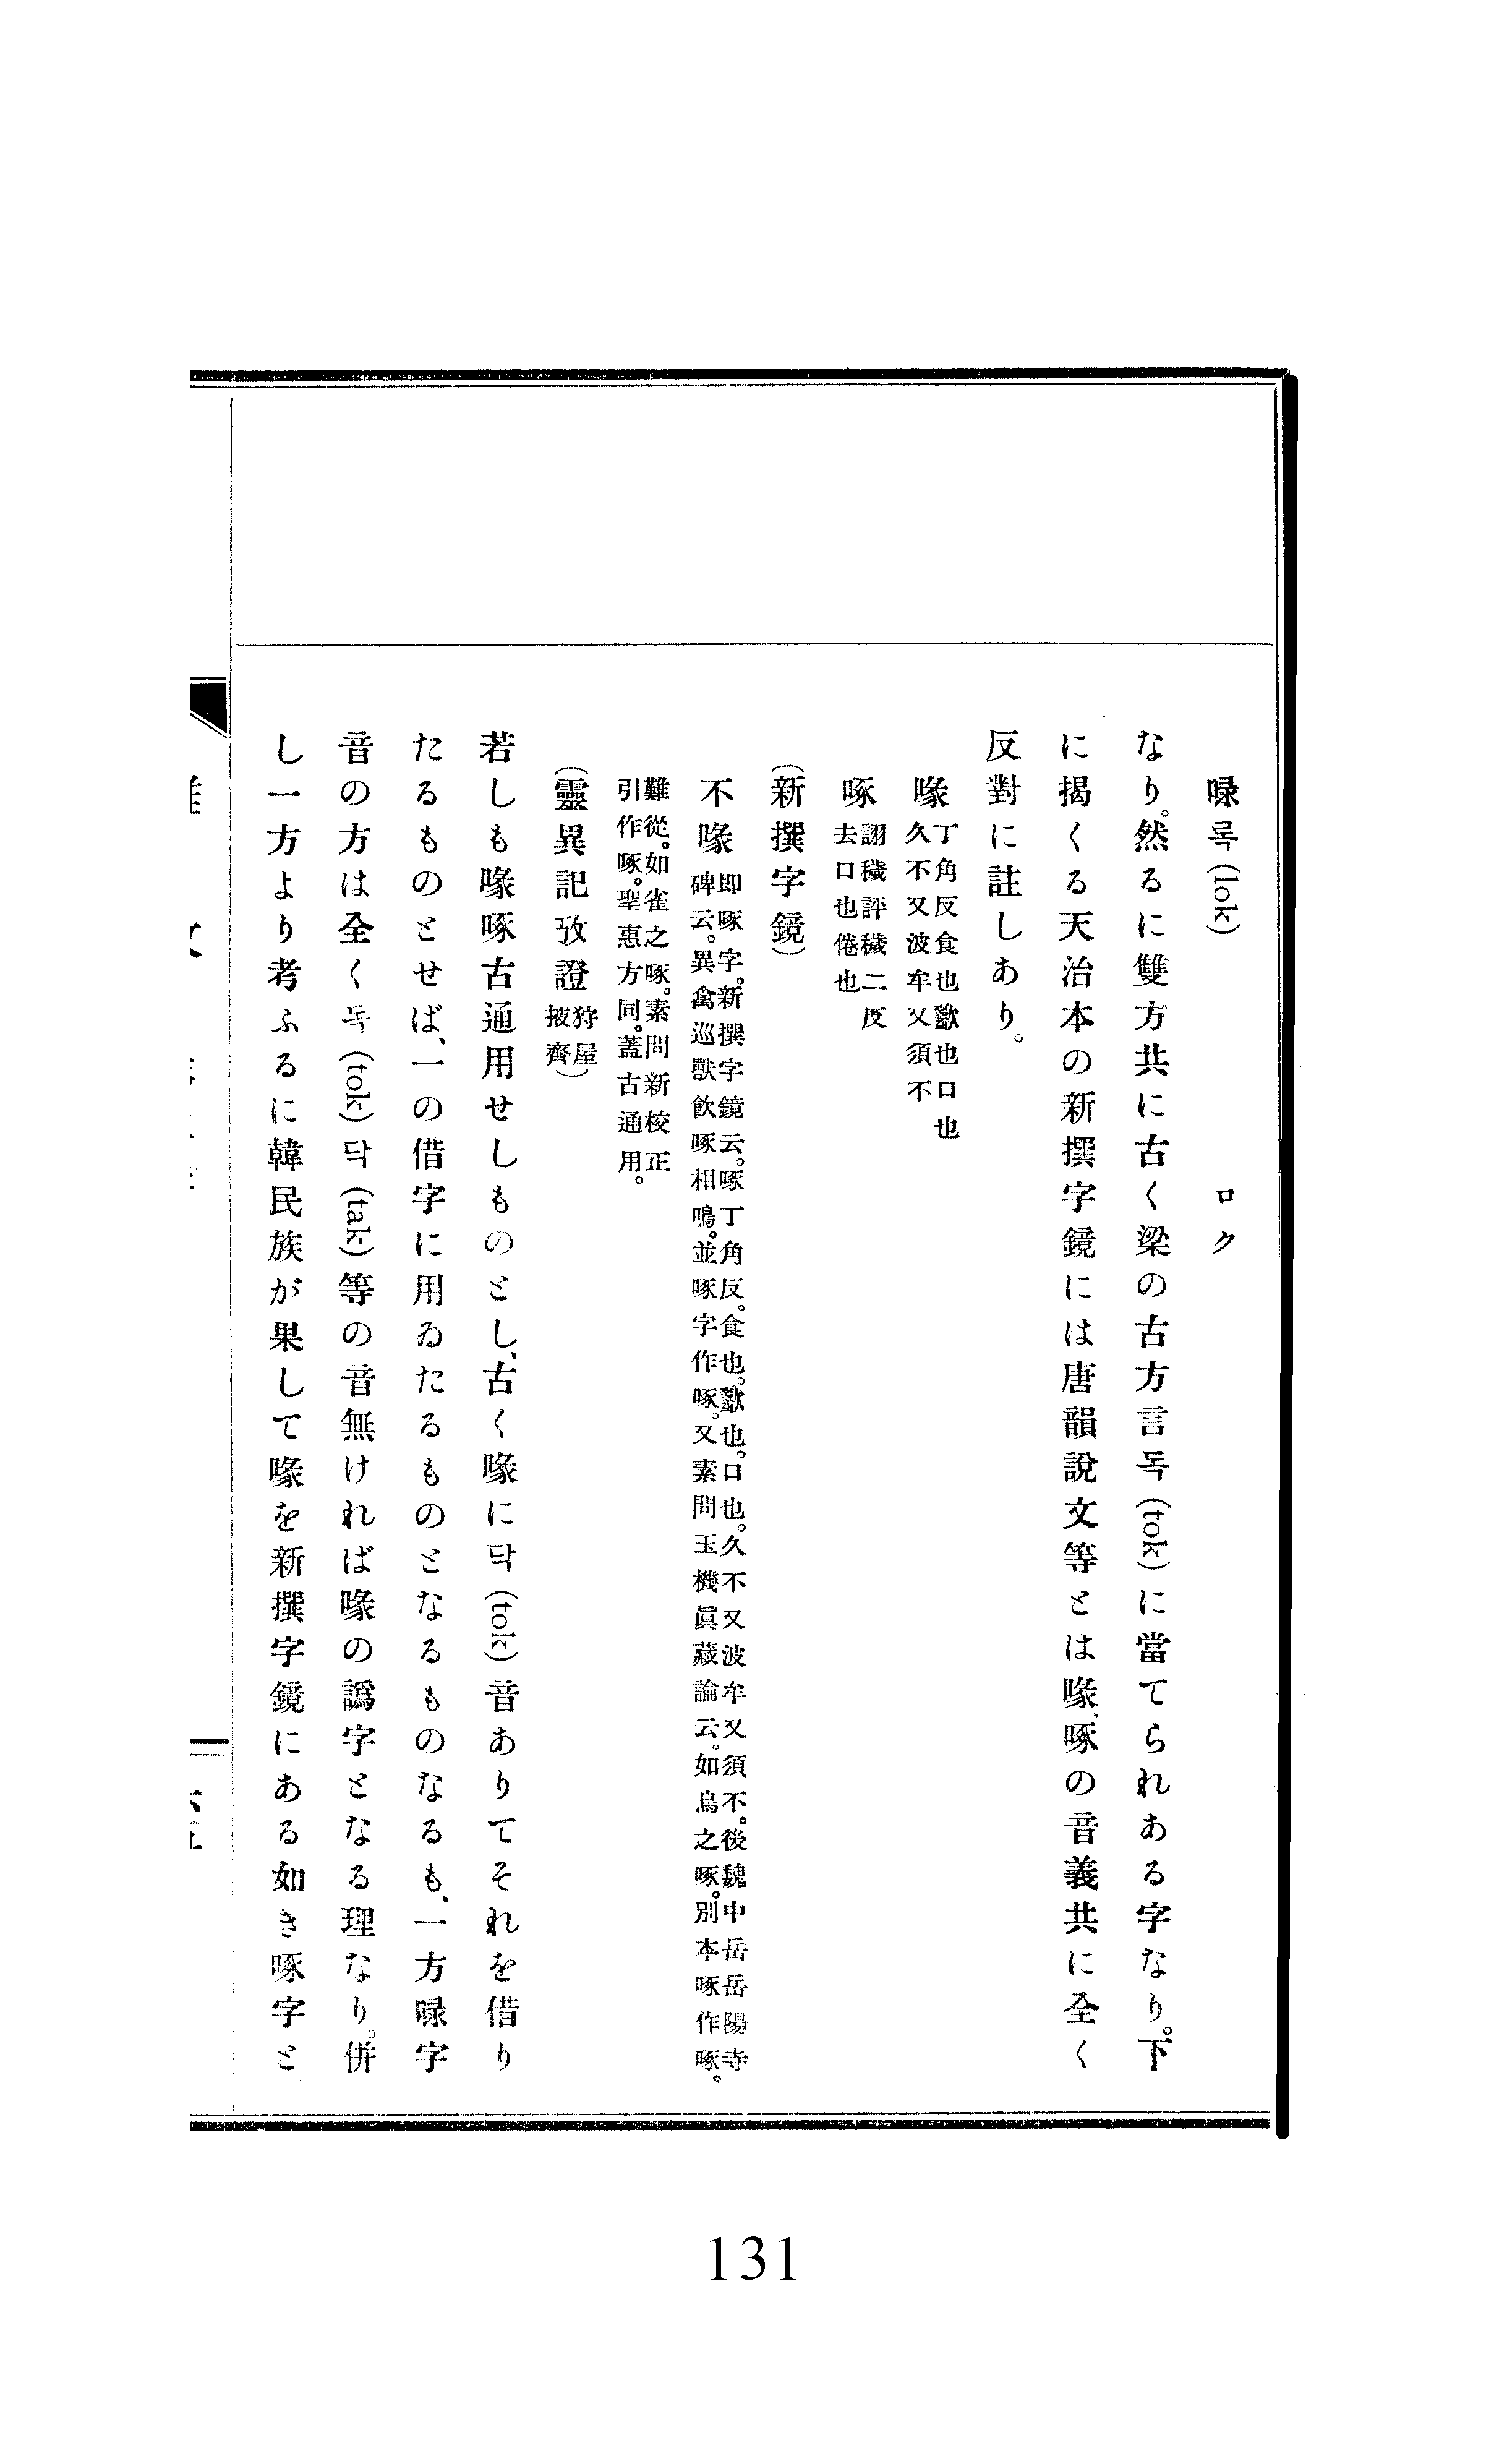 㖨록(lok)　ロク
なり。然るに雙方共に古く梁の古方言독(tok)に當てられある字なり。下
に揭くる天治本の新撰字鏡には唐韻說文等とは喙、啄の音義共に全く
反對に註しあり。
喙 丁角反食也歠也口也
久不又波牟又須不
啄 詡穢評穢二反
去口也倦也
(新撰字鏡)
不喙 即啄字。新撰字鏡云。啄丁角反。食也。歠也。口也。久不又波牟又須不。後魏中岳岳陽寺
碑云。異禽巡獸飮啄相鳴。並啄字作啄。又素問玉機眞藏論云。如鳥之啄。別本啄作啄。
難從。如雀之啄。素問新校正
引作啄。聖惠方同。蓋古通用。
(靈異記攷證 狩屋
掖齊)
若しも喙啄古通用せしものとし、古く喙に닥(tok)音ありてそれを借り
たるものとせば、一の借字に用ゐたるものとなるものなるも、一方㖨字
音の方は全く독(tok)닥(tak)等の音無ければ喙の譌字となる理なり。併
し一方より考ふるに韓民族が果して喙を新撰字鏡にある如き啄字と
131